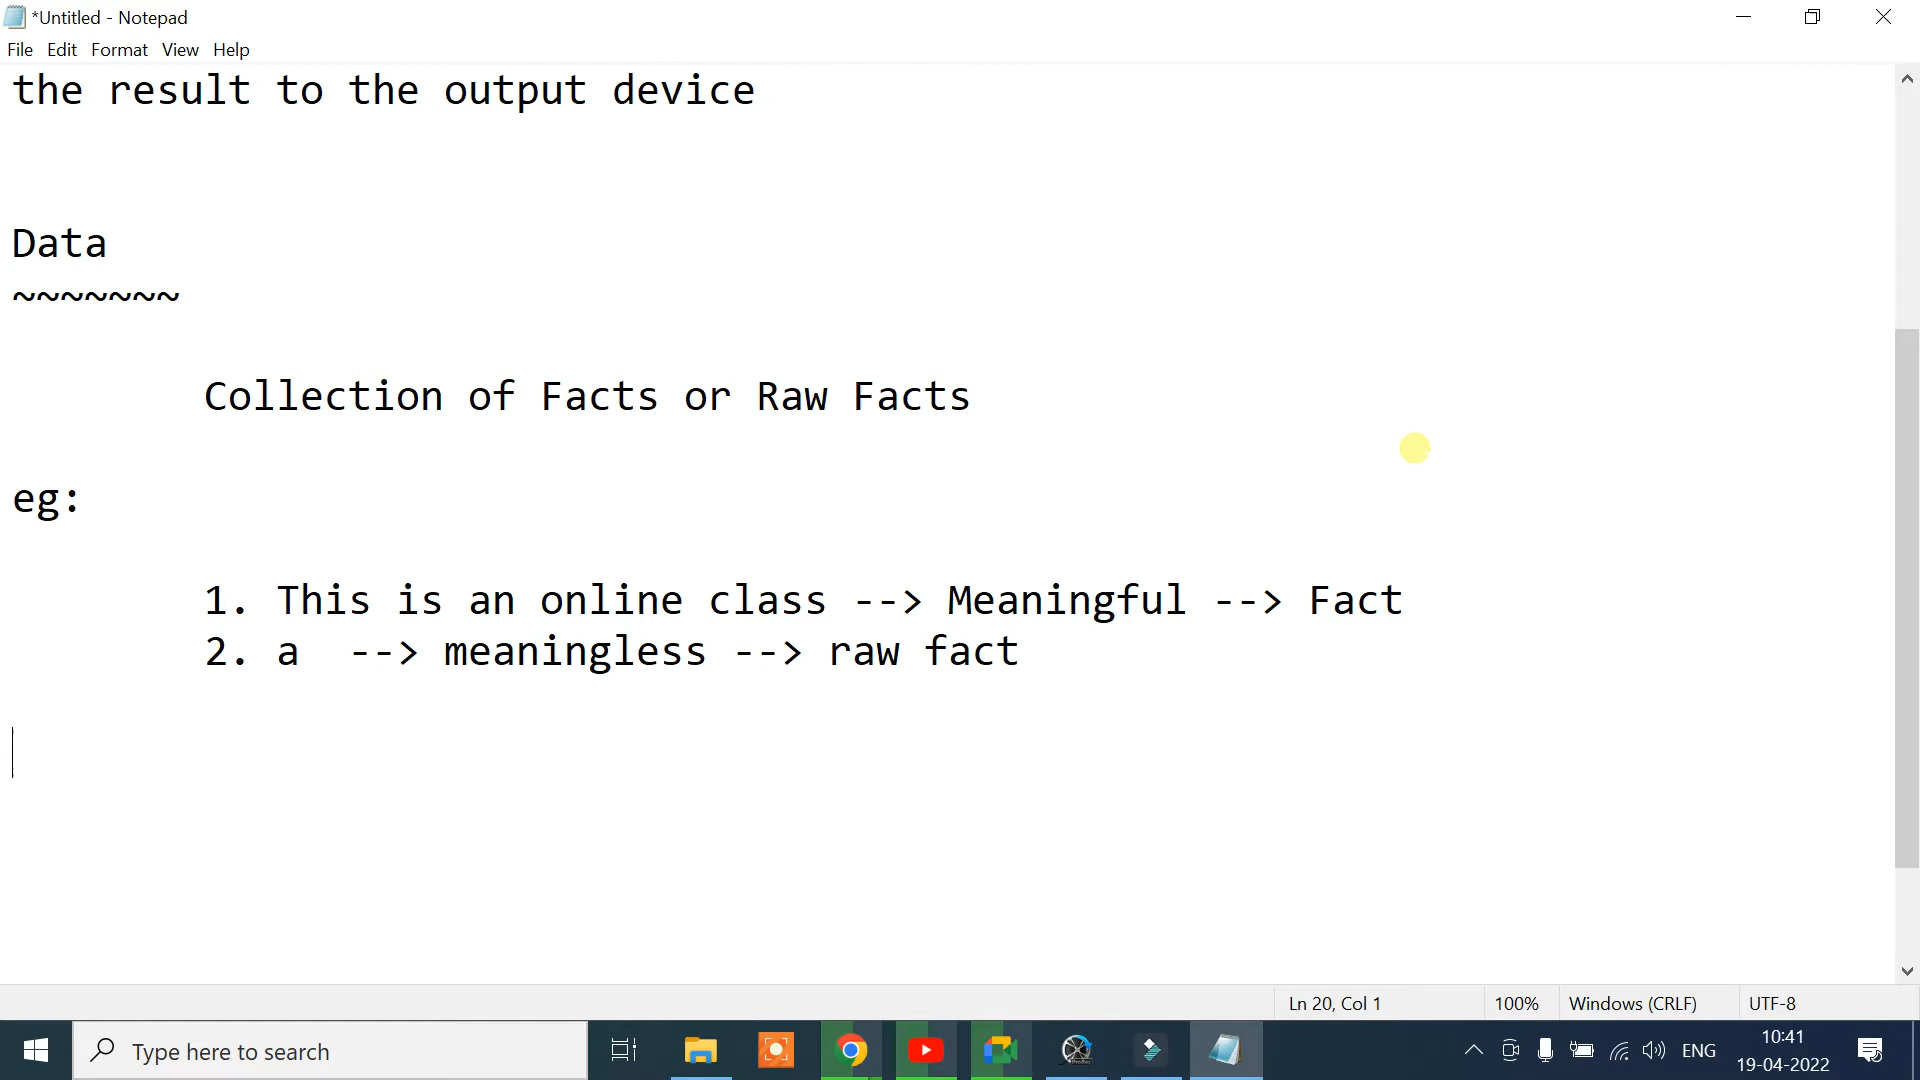 *Untitled - Notepad
File Edit Format View Help
the result to the output device
Data
~~~~~~~
Collection of Facts or Raw Facts
eg:
1. This is an online class --> Meaningful --> Fact
2. a  --> meaningless --> raw fact
Ln 20, Col 1 100% Windows (CRLF) UTF-8
Type here to search
ENG
10:41
19-04-2022